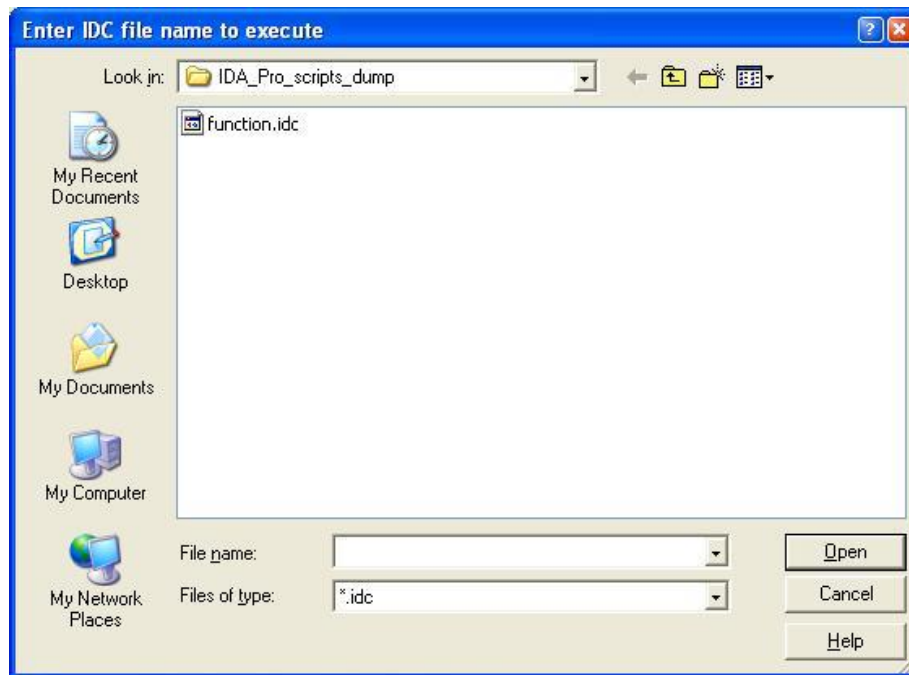 Enter IDC file name to execute
Look in:
IDA_Pro_scripts_dump
function.idc
My Recent
Documents
Desktop
My Documents
My Computer
My Network
Places
File name:
Open
Files of type:
*.idc
Cancel
Help